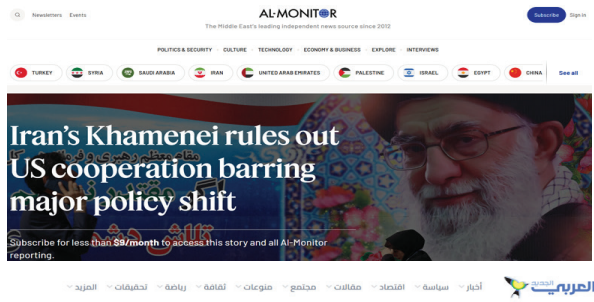 Newsletters Events
AL-MONITOR
Subscribe Sign in
The Middle East's leading independent news source since 2012
POLITICS & SECURITY CULTURE TECHNOLOGY ECONOMY & BUSINESS EXPLORE INTERVIEWS
TURKEY SYRIA SAUDI ARABIA IRAN UNITED ARAB EMIRATES PALESTINE ISRAEL EGYPT CHINA See all
Iran's Khamenei rules out
US cooperation barring
major policy shift
مقام معظم رهبری
Subscribe for less than $9/month to access this story and all Al-Monitor
reporting.
العربي الجديد
أخبار سياسة اقتصاد مقالات مجتمع منوعات ثقافة رياضة تحقيقات المزيد